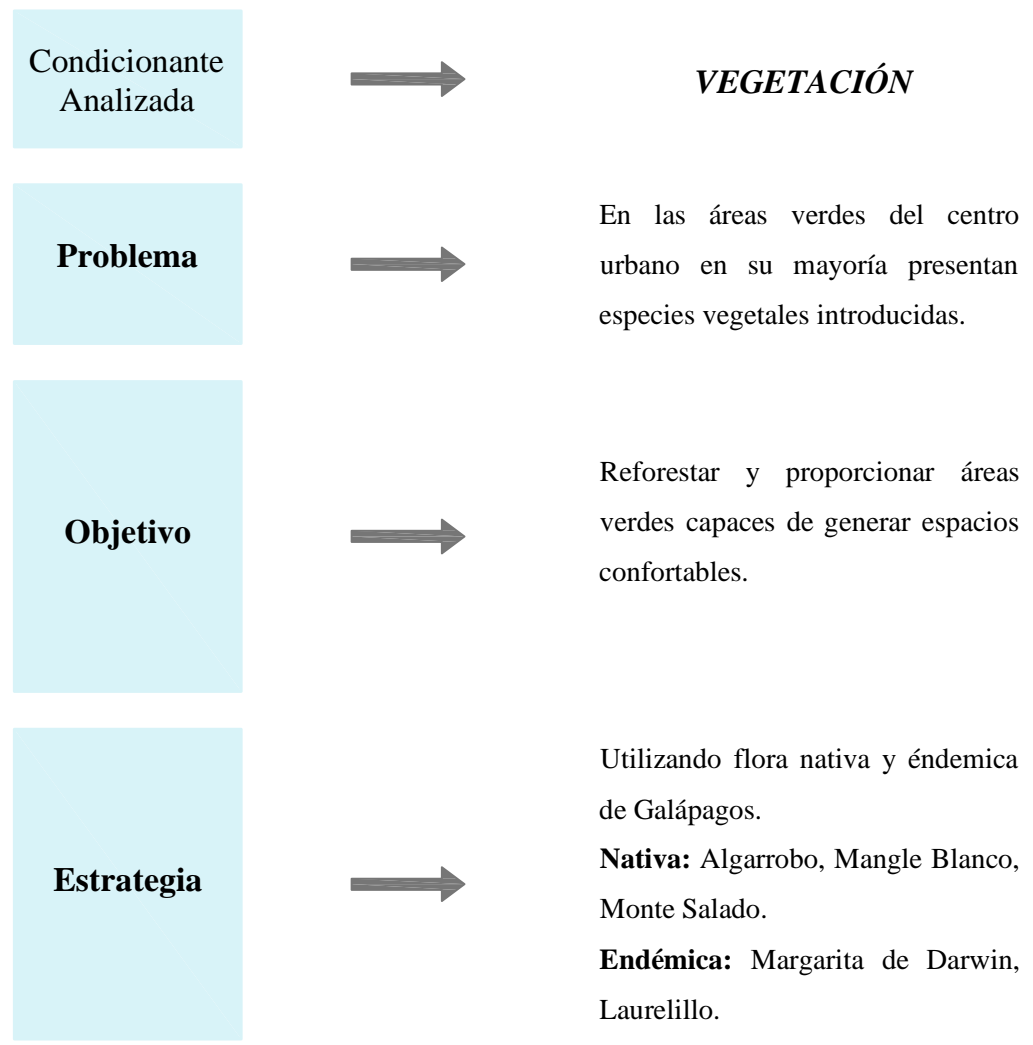 Condicionante
Analizada
VEGETACIÓN
Problema
En las áreas verdes del centro
urbano en su mayoría presentan
especies vegetales introducidas.
Objetivo
Reforestar y proporcionar áreas
verdes capaces de generar espacios
confortables.
Estrategia
Utilizando flora nativa y éndemica
de Galápagos.
Nativa: Algarrobo, Mangle Blanco,
Monte Salado.
Endémica: Margarita de Darwin,
Laurelillo.